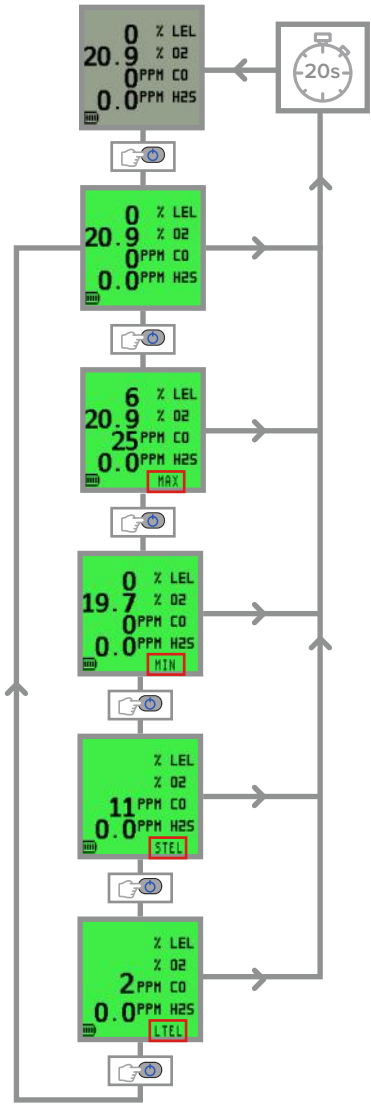 0 % LEL
20.9 % O2
0 PPM CO
0.0 PPM H2S
20s
0 % LEL
20.9 % O2
0 PPM CO
0.0 PPM H2S
6 % LEL
20.9 % O2
25 PPM CO
0.0 PPM H2S
MAX
0 % LEL
19.7 % O2
0 PPM CO
0.0 PPM H2S
MIN
% LEL
% O2
11 PPM CO
0.0 PPM H2S
STEL
% LEL
% O2
2 PPM CO
0.0 PPM H2S
LTEL